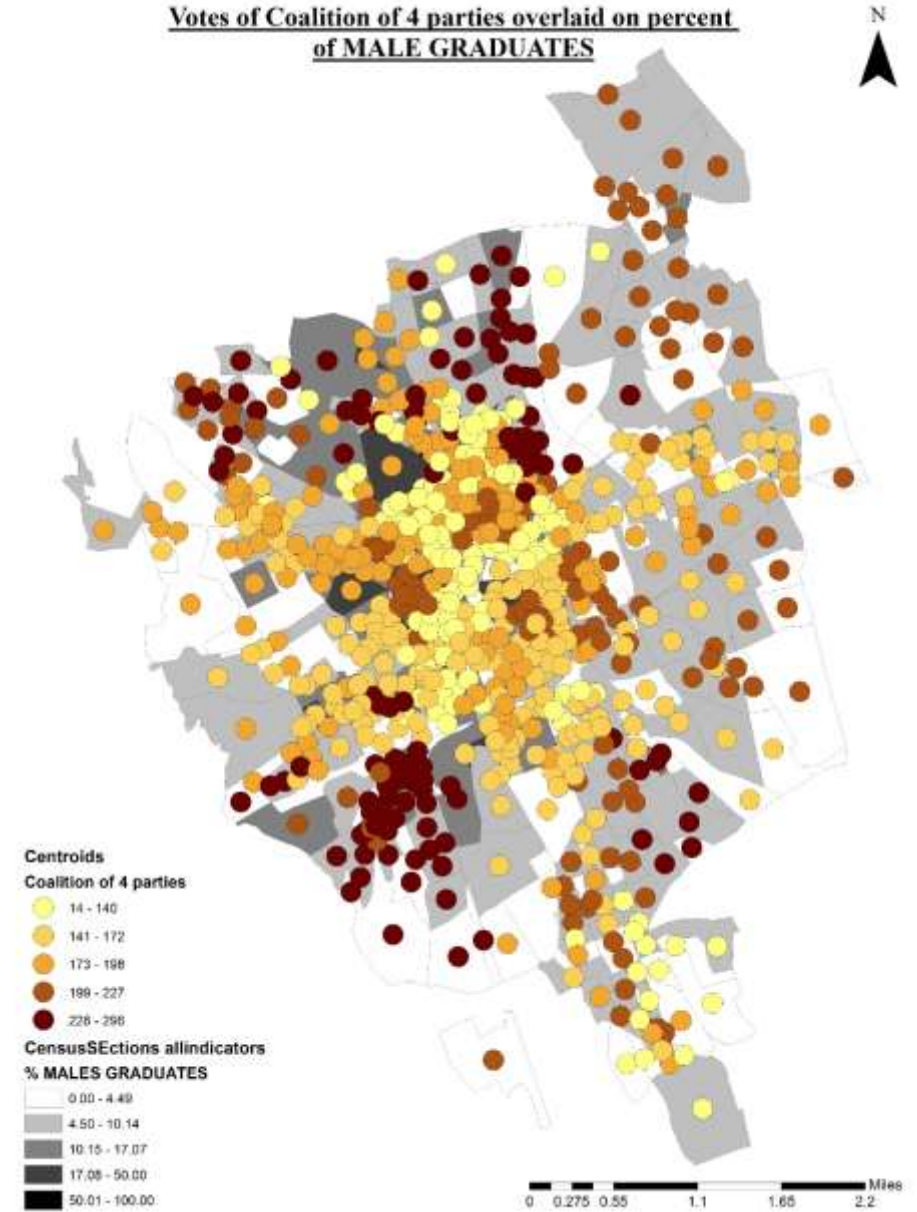 Votes of Coalition of 4 parties overlaid on percent
of MALE GRADUATES
N
Centroids
Coalition of 4 parties
14 - 140
141 - 172
173 - 198
199 - 227
228 - 296
CensusSEctions allindicators
% MALES GRADUATES
0.00 - 4.49
4.50 - 10.14
10.15 - 17.07
17.08 - 50.00
50.01 - 100.00
Miles
0 0.275 0.55 1.1 1.65 2.2